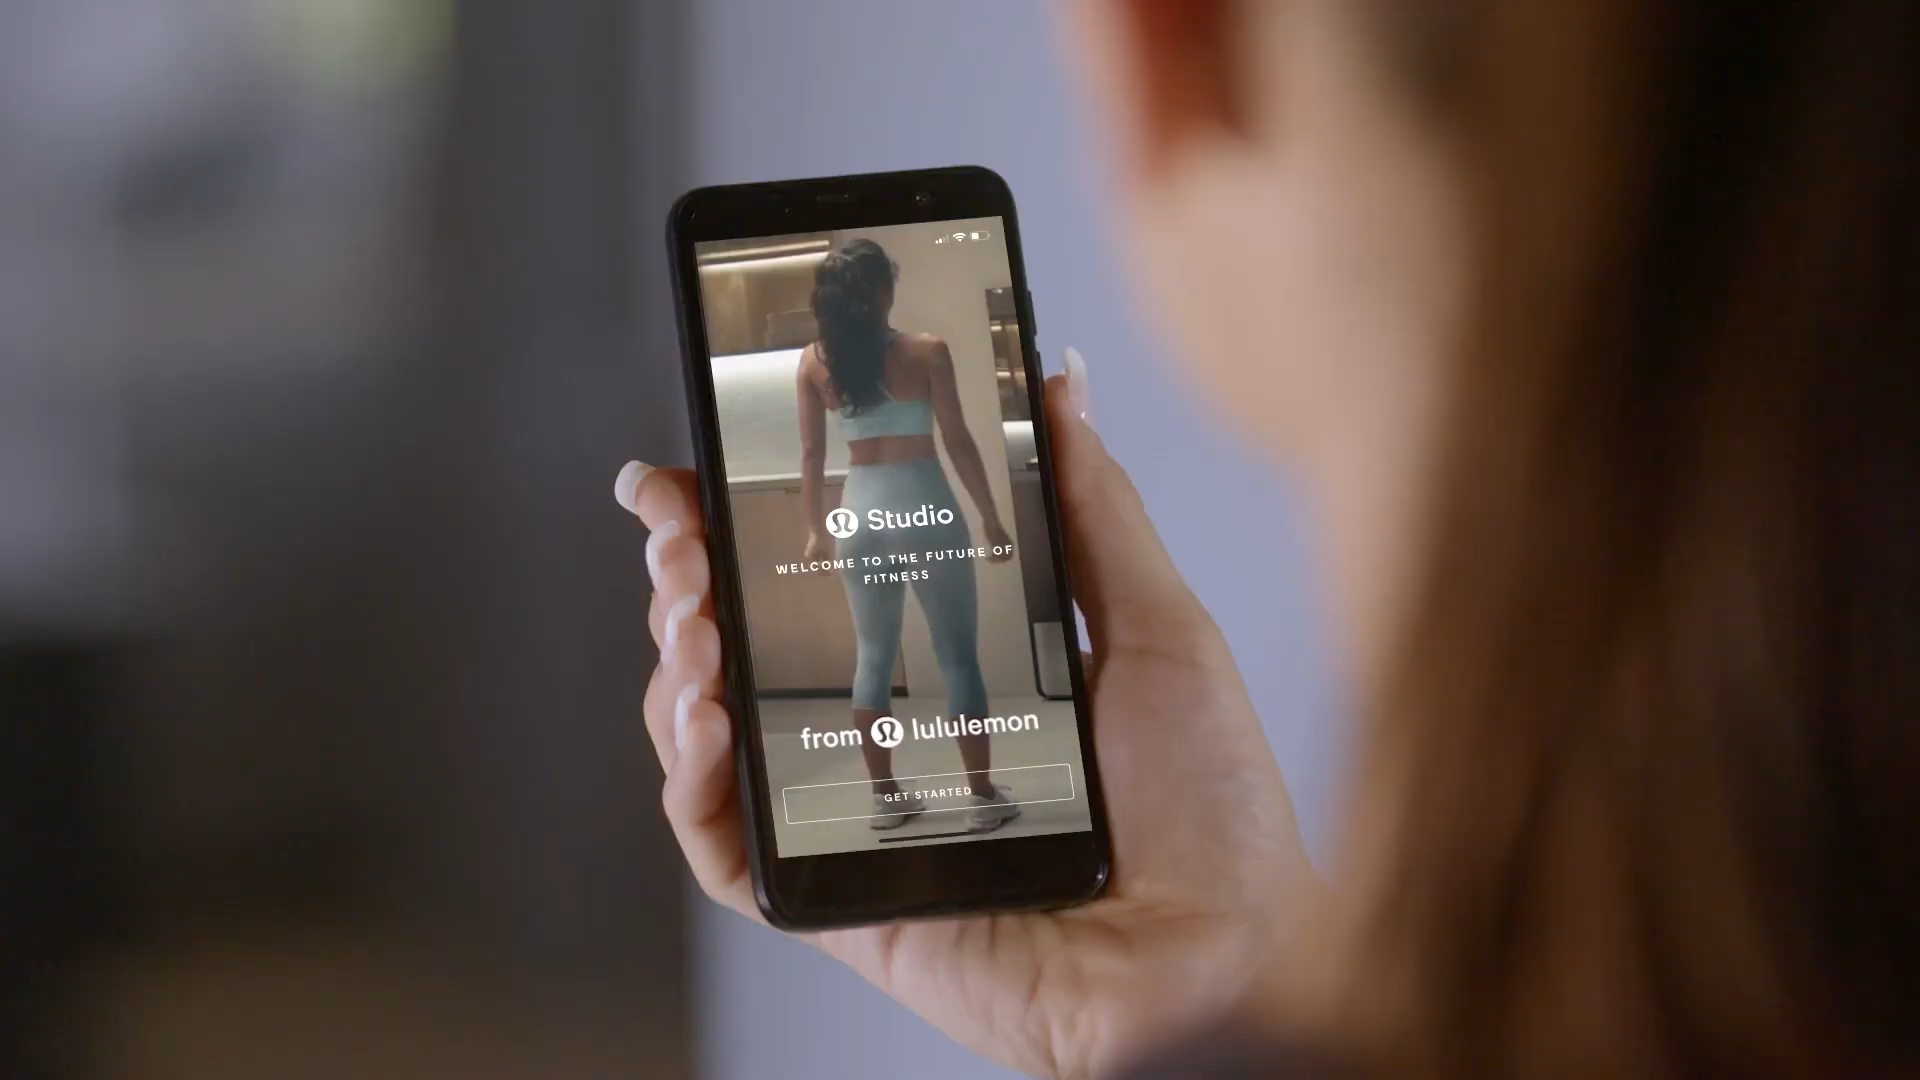 Studio
WELCOME TO THE FUTURE OF
FITNESS
from lululemon
GET STARTED